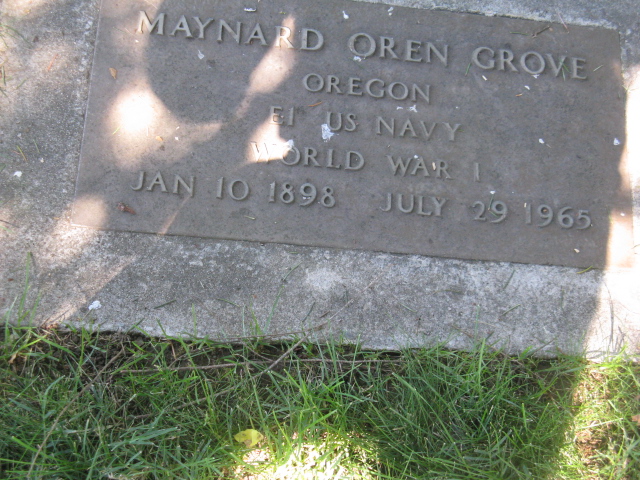 MAYNARD OREN GROVE
OREGON
E1 US NAVY
WORLD WAR I
JAN 10 1898 JULY 29 1965